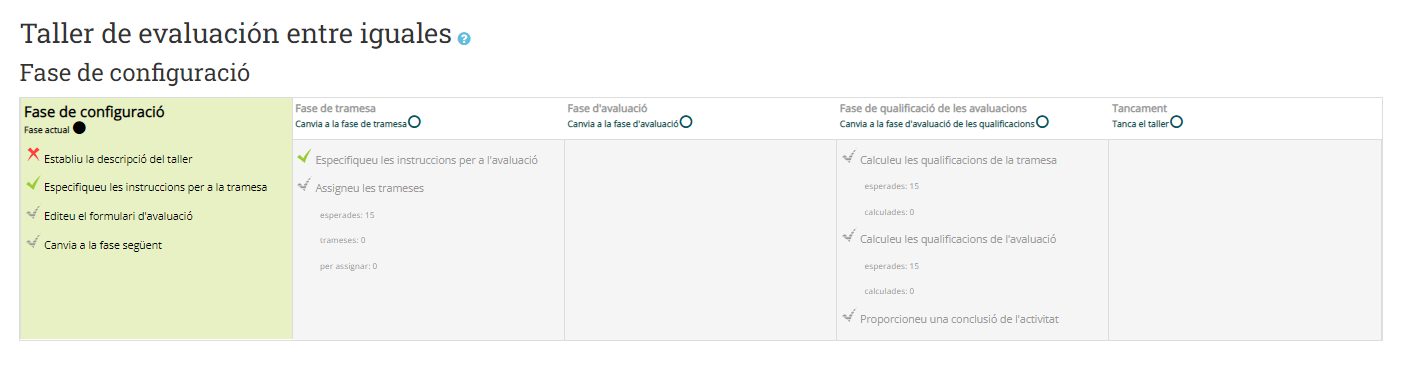 Taller de evaluación entre iguales ?
Fase de configuració
Fase de configuració
Fase actual
Establiu la descripció del taller
Especifiqueu les instruccions per a la tramesa
Editeu el formulari d'avaluació
Canvia a la fase següent
Fase de tramesa
Canvia a la fase de tramesa
Especifiqueu les instruccions per a l'avaluació
Assigneu les trameses
esperades: 15
trameses: 0
per assignar: 0
Fase d'avaluació
Canvia a la fase d'avaluació
Fase de qualificació de les avaluacions
Canvia a la fase d'avaluació de les qualificacions
Calculeu les qualificacions de la tramesa
esperades: 15
calculades: 0
Calculeu les qualificacions de l'avaluació
esperades: 15
calculades: 0
Proporcioneu una conclusió de l'activitat
Tancament
Tanca el taller